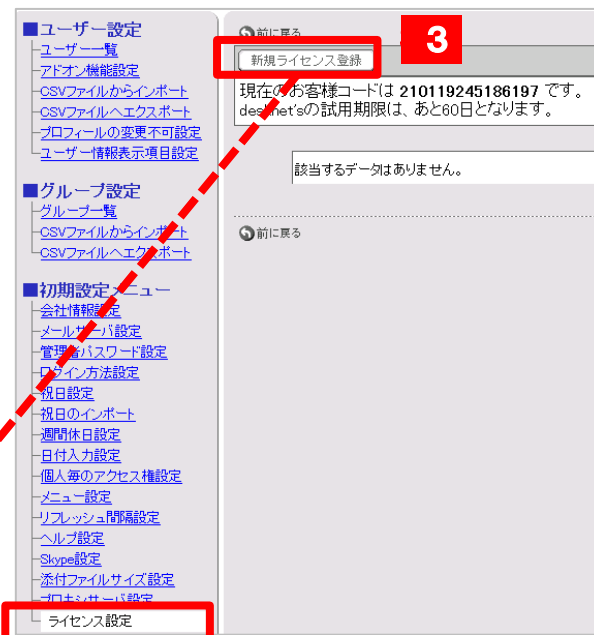 ■ユーザー設定
ユーザー一覧
アドオン機能設定
CSVファイルからインポート
CSVファイルへエクスポート
プロフィールの変更不可設定
ユーザー情報表示項目設定
■グループ設定
グループ一覧
CSVファイルからインポート
CSVファイルへエクスポート
■初期設定メニュー
会社情報設定
メールサーバ設定
管理者パスワード設定
ログイン方法設定
祝日設定
祝日のインポート
週間休日設定
日付入力設定
個人毎のアクセス権設定
メニュー設定
リフレッシュ間隔設定
ヘルプ設定
Skype設定
添付ファイルサイズ設定
プロキシサーバ設定
ライセンス設定
前に戻る
3
新規ライセンス登録
現在のお客様コードは 210119245186197 です。
desknet'sの試用期限は、あと60日となります。
該当するデータはありません。
前に戻る